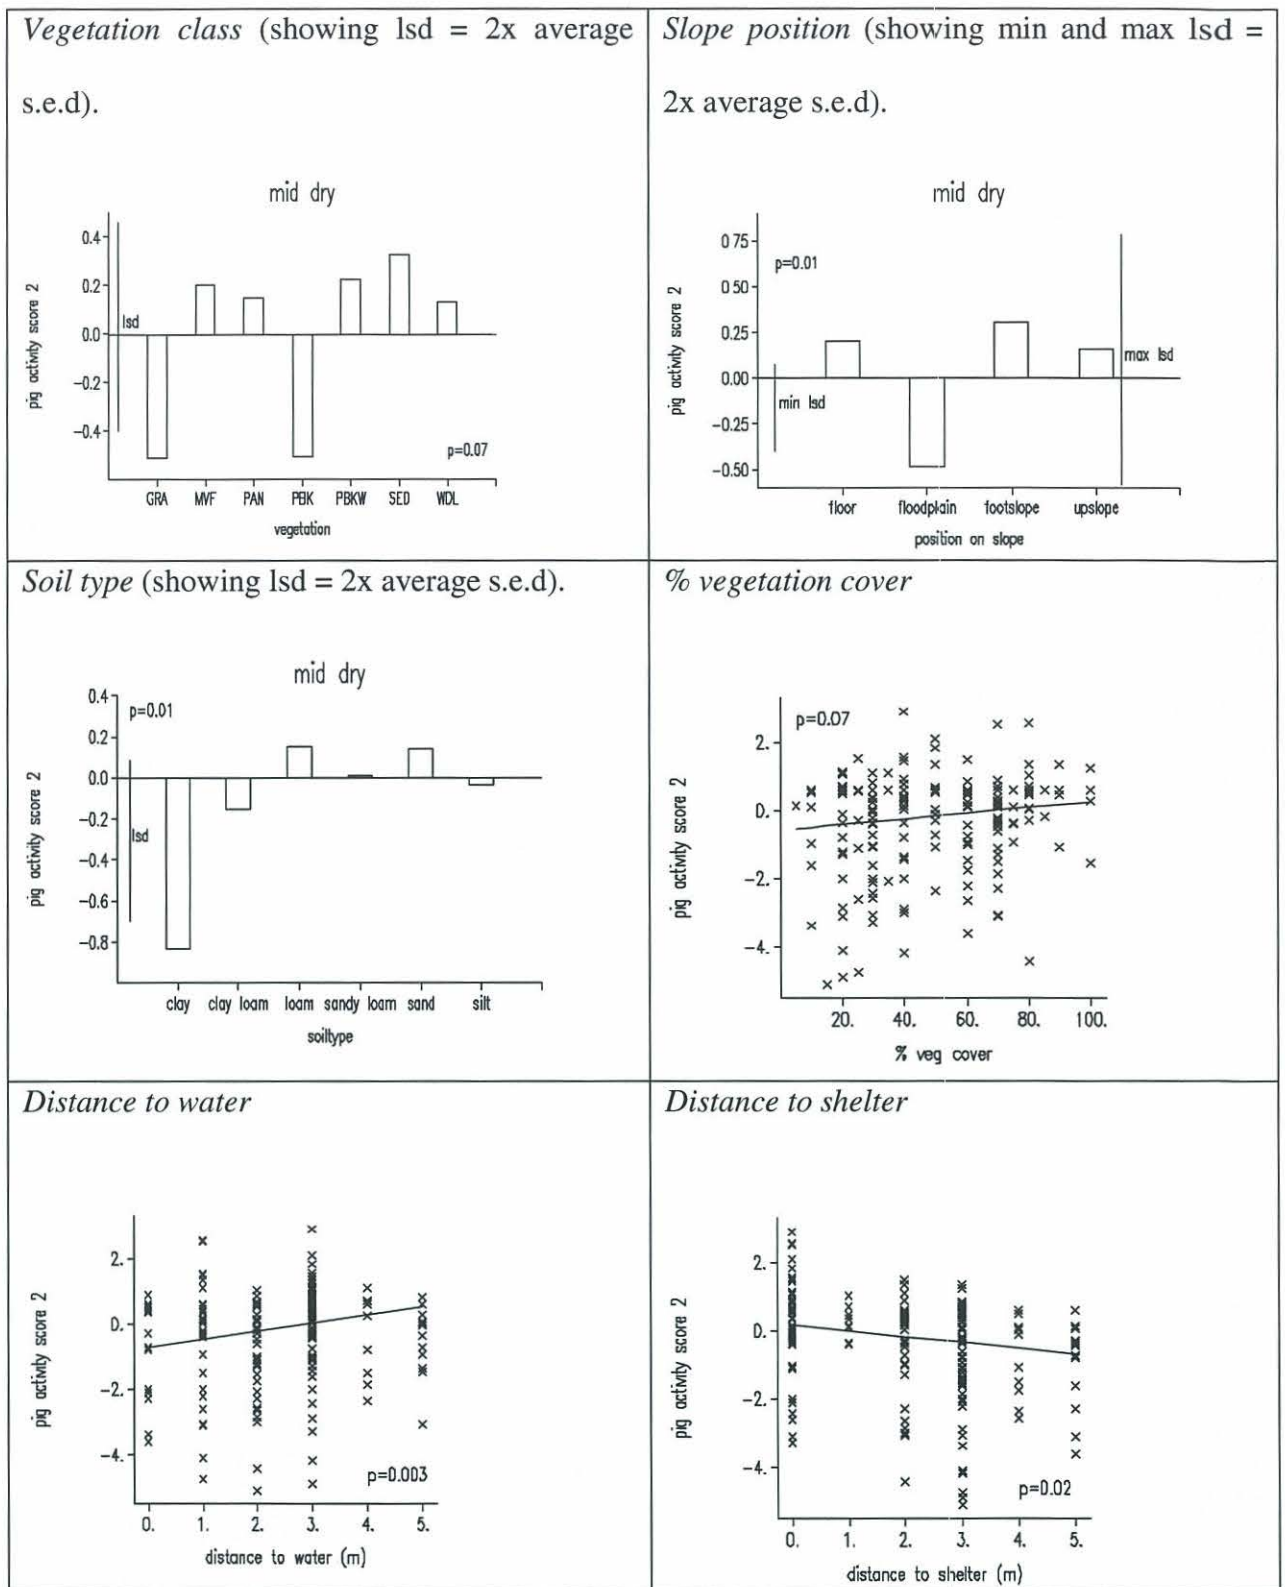 Vegetation class (showing lsd = 2x average
s.e.d).
mid dry
pig activity score 2
0.4
0.2
0.0
-0.2
-0.4
lsd
p=0.07
GRA MVF PAN PBK PBKW SED WDL
vegetation
Slope position (showing min and max lsd =
2x average s.e.d).
mid dry
pig activity score 2
0 75
0 50
0.25
0.00
-0.25
-0.50
p=0.01
min lsd
max lsd
floor floodplain footslope upslope
position on slope
Soil type (showing lsd = 2x average s.e.d).
mid dry
pig activity score 2
0.4
0.2
0.0
-0.2
-0.4
-0.6
-0.8
p=0.01
lsd
clay clay loam loam sandy loam sand silt
soiltype
% vegetation cover
pig activity score 2
2.
0.
-2.
-4.
p=0.07
20. 40. 60. 80. 100.
% veg cover
Distance to water
pig activity score 2
2.
0.
-2.
-4.
p=0.003
0. 1. 2. 3. 4. 5.
distance to water (m)
Distance to shelter
pig activity score 2
2.
0.
-2.
-4.
p=0.02
0. 1. 2. 3. 4. 5.
distance to shelter (m)